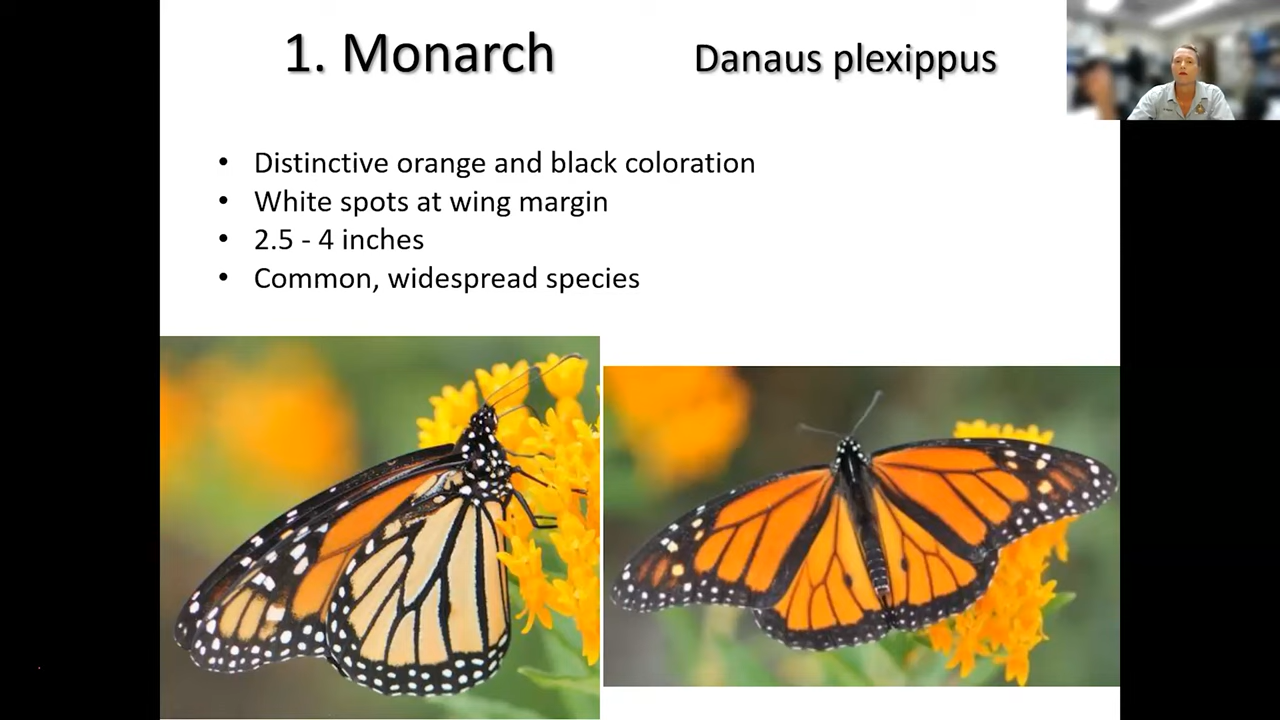 1. Monarch Danaus plexippus
• Distinctive orange and black coloration
• White spots at wing margin
• 2.5 - 4 inches
• Common, widespread species